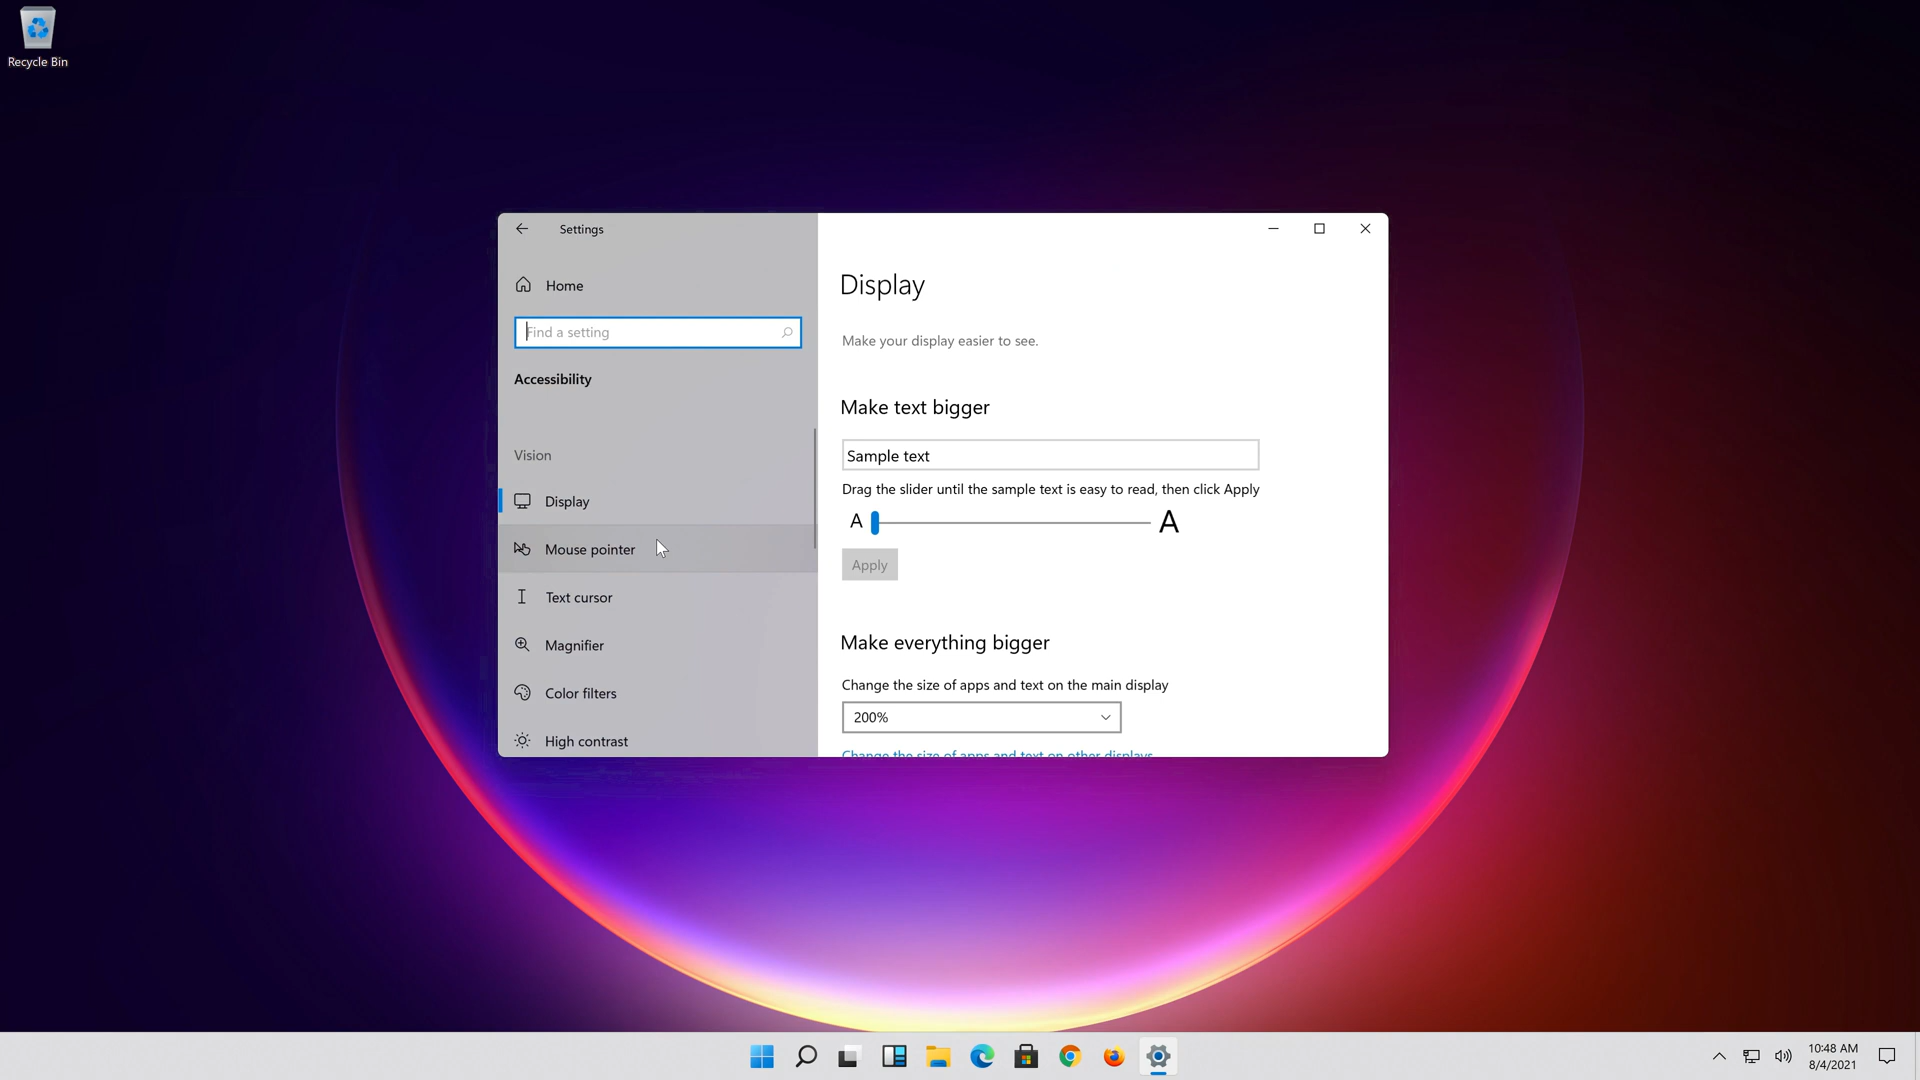 Recycle Bin
Settings
Home
Find a setting
Accessibility
Vision
Display
Mouse pointer
Text cursor
Magnifier
Color filters
High contrast
Display
Make your display easier to see.
Make text bigger
Sample text
Drag the slider until the sample text is easy to read, then click Apply
A A
Apply
Make everything bigger
Change the size of apps and text on the main display
200%
Change the size of apps and text on other displays
10:48 AM
8/4/2021